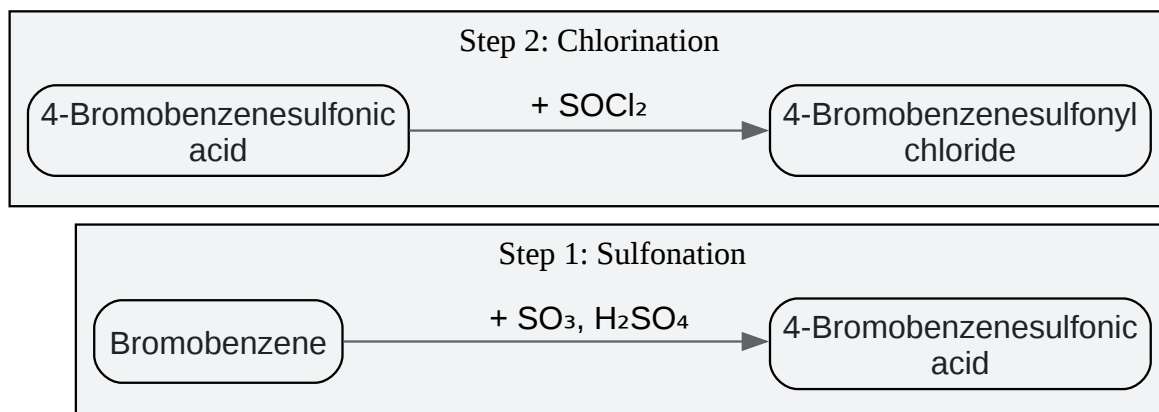 Step 2: Chlorination
4-Bromobenzenesulfonic
acid
+ SOCl₂
4-Bromobenzenesulfonyl
chloride
Step 1: Sulfonation
Bromobenzene
+ SO₃, H₂SO₄
4-Bromobenzenesulfonic
acid